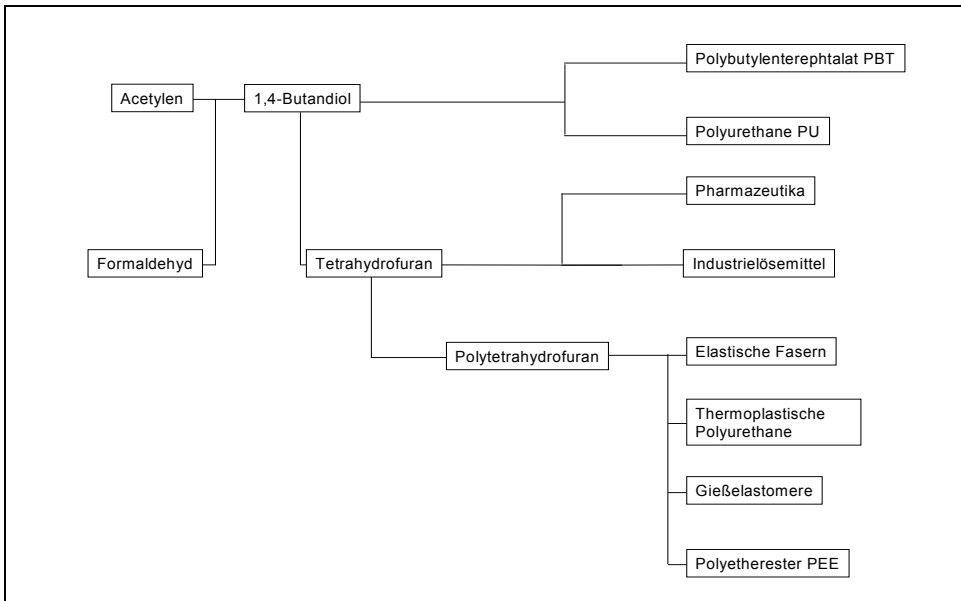 Polybutylenterephtalat PBT
Acetylen
1,4-Butandiol
Polyurethane PU
Pharmazeutika
Formaldehyd
Tetrahydrofuran
Industrielösemittel
Polytetrahydrofuran
Elastische Fasern
Thermoplastische
Polyurethane
Gießelastomere
Polyetherester PEE